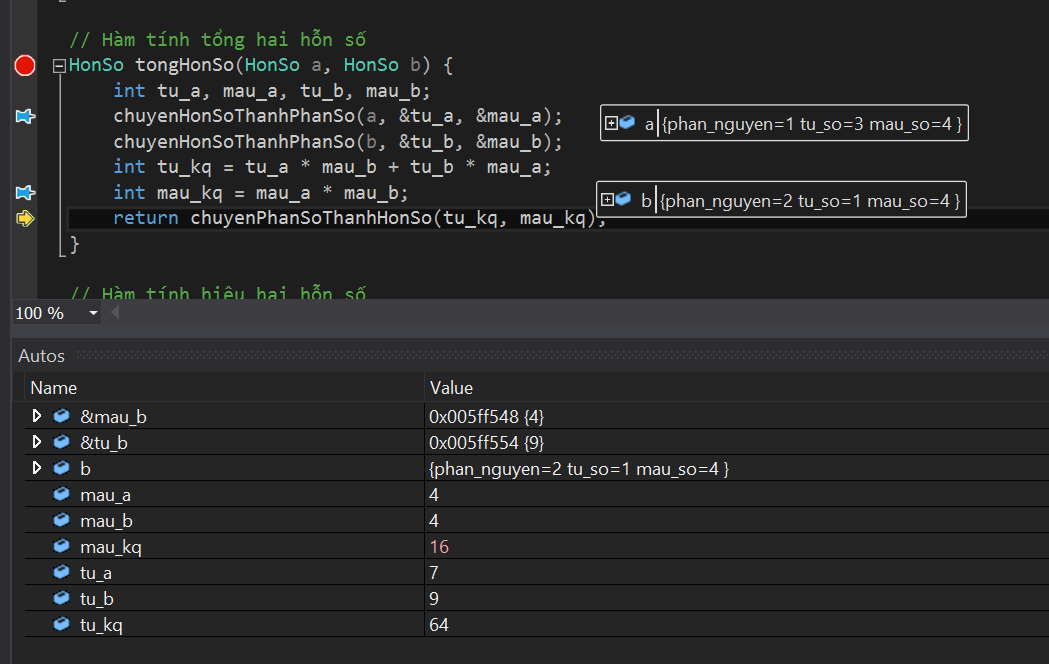 // Hàm tính tổng hai hỗn số
HonSo tongHonSo(HonSo a, HonSo b) {
int tu_a, mau_a, tu_b, mau_b;
chuyenHonSoThanhPhanSo(a, &tu_a, &mau_a);
a {phan_nguyen=1 tu_so=3 mau_so=4 }
chuyenHonSoThanhPhanSo(b, &tu_b, &mau_b);
int tu_kq = tu_a * mau_b + tu_b * mau_a;
int mau_kq = mau_a * mau_b;
b {phan_nguyen=2 tu_so=1 mau_so=4 }
return chuyenPhanSoThanhHonSo(tu_kq, mau_kq);
}
// Hàm tính hiệu hai hỗn số
100 %
Autos
Name Value
&mau_b 0x005ff548 {4}
&tu_b 0x005ff554 {9}
b {phan_nguyen=2 tu_so=1 mau_so=4 }
mau_a 4
mau_b 4
mau_kq 16
tu_a 7
tu_b 9
tu_kq 64